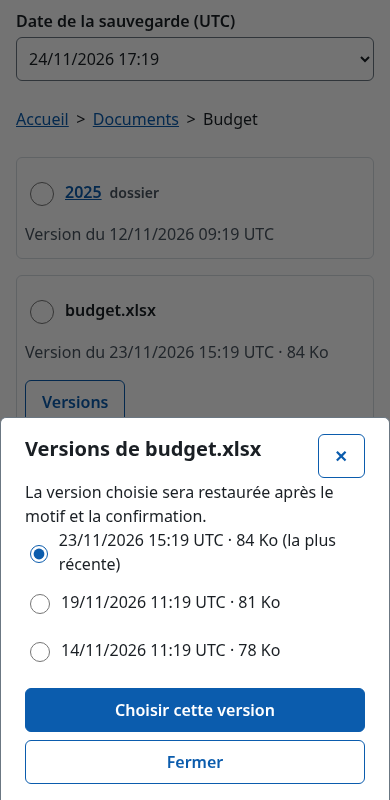 Date de la sauvegarde (UTC)
24/11/2026 17:19
Accueil > Documents > Budget
2025 dossier
Version du 12/11/2026 09:19 UTC
budget.xlsx
Version du 23/11/2026 15:19 UTC · 84 Ko
Versions
Versions de budget.xlsx
×
La version choisie sera restaurée après le
motif et la confirmation.
23/11/2026 15:19 UTC · 84 Ko (la plus
récente)
19/11/2026 11:19 UTC · 81 Ko
14/11/2026 11:19 UTC · 78 Ko
Choisir cette version
Fermer